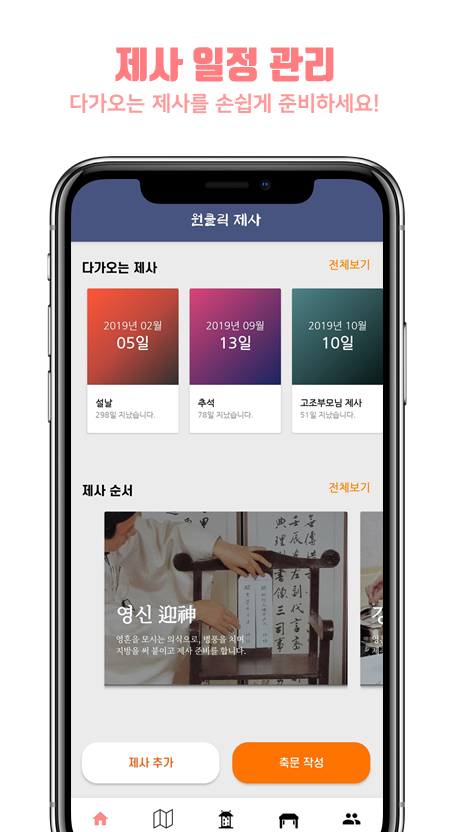 제사 일정 관리
다가오는 제사를 손쉽게 준비하세요!
원클릭 제사
다가오는 제사
전체보기
2019년 02월
05일
2019년 09월
13일
2019년 10월
10일
설날
298일 지났습니다.
추석
78일 지났습니다.
고조부모님 제사
51일 지났습니다.
제사 순서
전체보기
영신 迎神
영혼을 모시는 의식으로, 병풍을 치며
지방을 써 붙이고 제사 준비를 합니다.
제사 추가
축문 작성